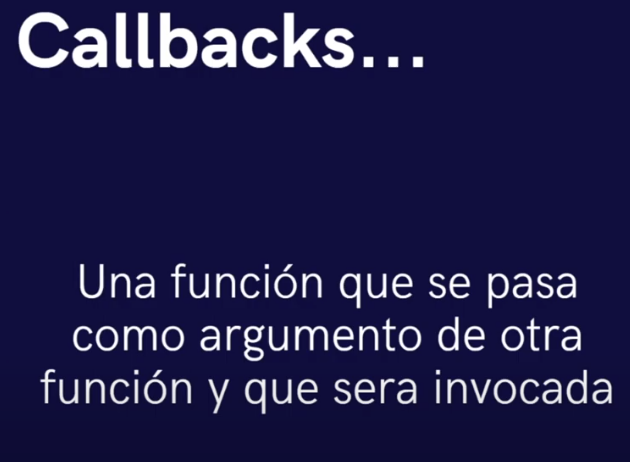 Callbacks...
Una función que se pasa
como argumento de otra
función y que sera invocada